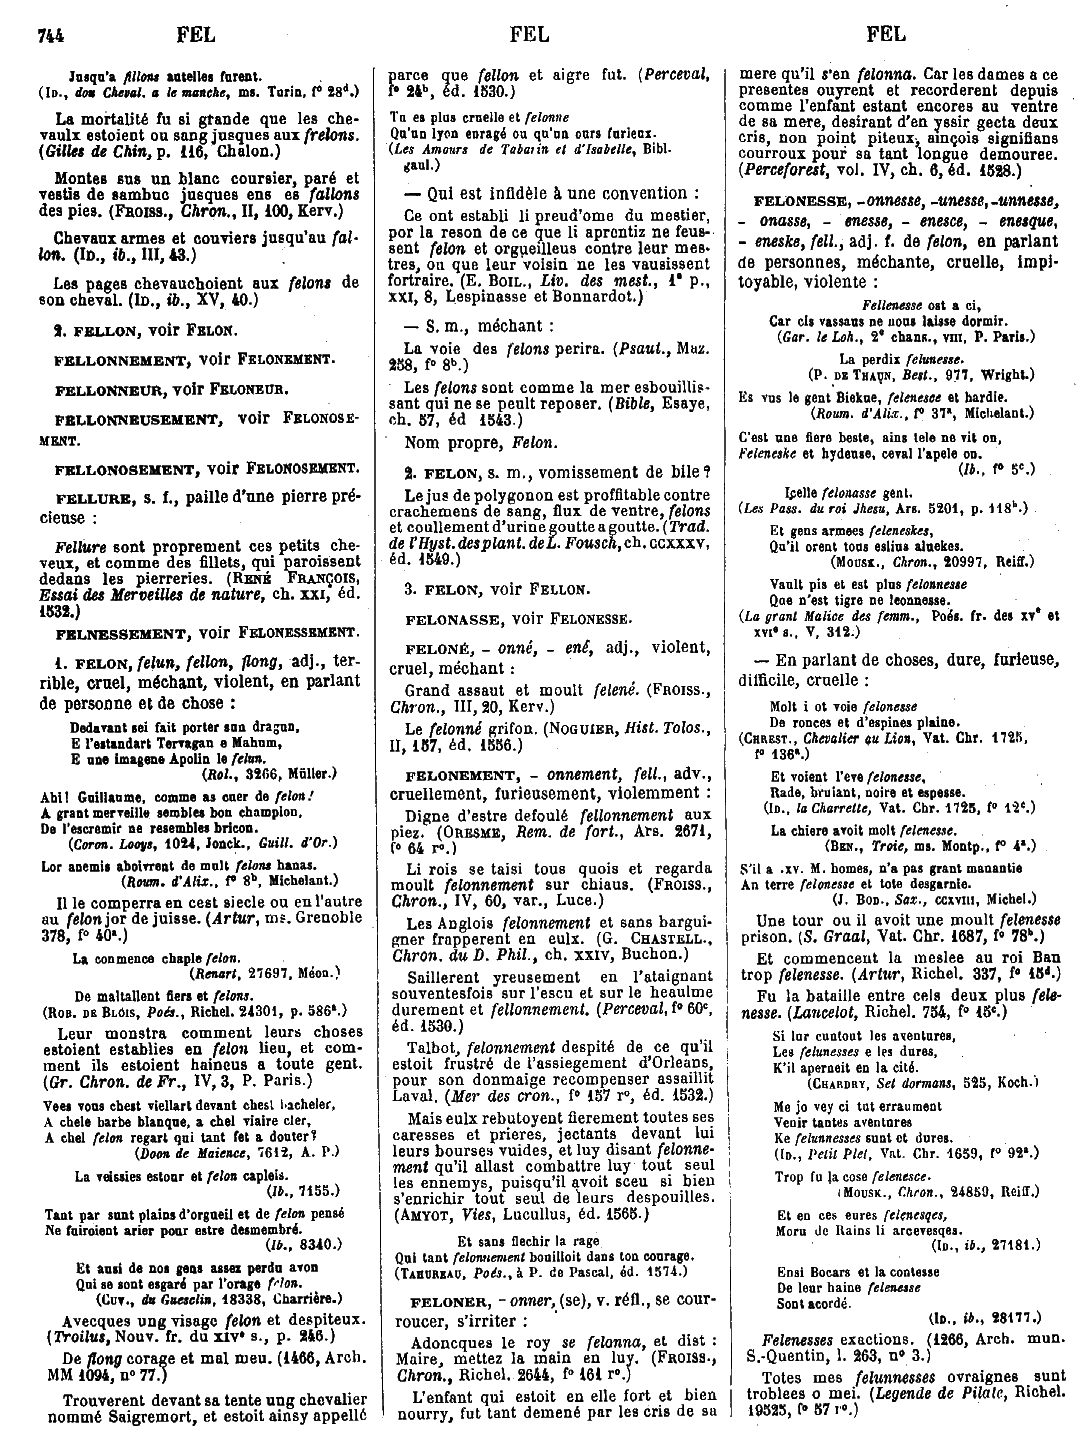 744 FEL FEL FEL
Jusqu'a fillons antelles furent.
(ID., dou Cheval. a le manche, ms. Turin, f° 28d.)
La mortalité fu si grande que les che-
vaulx estoient ou sang jusques aux frelons.
(Gilles de Chin, p. 116, Chalon.)
Montes sus un blanc coursier, paré et
vestis de sambuc jusques ens es fallons
des pies. (FROISS., Chron., II, 100, Kerv.)
Chevaux armes et couviers jusqu'au fal-
lon. (ID., ib., III, 43.)
Les pages chevauchoient aux felons de
son cheval. (ID., ib., XV, 40.)
2. FELLON, voir FELON.
FELLONNEMENT, voir FELONEMENT.
FELLONNEUR, voir FELONEUR.
FELLONNEUSEMENT, voir FELONOSE-
MENT.
FELLONOSEMENT, voir FELONOSEMENT.
FELLURE, s. f., paille d'une pierre pré-
cieuse :
Fellure sont proprement ces petits che-
veux, et comme des fillets, qui paroissent
dedans les pierreries. (RENÉ FRANÇOIS,
Essai des Merveilles de nature, ch. XXI, éd.
1532.)
FELNESSEMENT, voir FELONESSEMENT.
1. FELON, felun, fellon, flong, adj., ter-
rible, cruel, méchant, violent, en parlant
de personne et de chose :
Dedavant sei fait porter sun dragun,
E l'estandart Tervagan e Mahum,
E une imagene Apolin le felun.
(Rol., 3266, Müller.)
Ahi! Guillaume, comme as cuer de felon!
A grant merveille sembles bon champion,
De l'escremir ne resembles bricon.
(Coron. Looys, 1024, Jonck., Guill. d'Or.)
Lor anemis aboivrent de mult felons hanas.
(Roum. d'Alix., f° 8b, Michelant.)
Il le comperra en cest siecle ou en l'autre
au felon jor de juisse. (Artur, ms. Grenoble
378, f° 40a.)
La conmence chaple felon.
(Renart, 27697, Méon.)
De maltallent fiers et felons.
(ROB. DE BLOIS, Poés., Richel. 24301, p. 586a.)
Leur monstra comment leurs choses
estoient establies en felon lieu, et com-
ment ils estoient haineus a toute gent.
(Gr. Chron. de Fr., IV, 3, P. Paris.)
Vees vous chest viellart devant chest bacheler,
A chele barbe blanque, a chel viaire cler,
A chel felon regart qui tant fet a douter?
(Doon de Maience, 7612, A. P.)
La veissies estour et felon capleis.
(Ib., 7155.)
Tant par sunt plains d'orgueil et de felon pensé
Ne fairoient arier pour estre desmembré.
(Ib., 8340.)
Et ausi de nos gens assez perdu avon
Qui se sont esgaré par l'orage felon.
(CUV., du Guesclin, 18338, Charrière.)
Avecques ung visage felon et despiteux.
(Troilus, Nouv. fr. du XIVe s., p. 246.)
De flong corage et mal meu. (1466, Arch.
MM 1094, n° 77.)
Trouverent devant sa tente ung chevalier
nommé Saigremort, et estoit ainsy appellé
parce que fellon et aigre fut. (Perceval,
f° 24b, éd. 1530.)
Tu es plus cruelle et felonne
Qu'un lyon enragé ou qu'un ours furieux.
(Les Amours de Tabarin et d'Isabelle, Bibl.
gaul.)
— Qui est infidèle à une convention :
Ce ont establi li preud'ome du mestier,
por la reson de ce que li aprentiz ne feus-
sent felon et orgueilleus contre leur mes-
tres, ou que leur voisin ne les vausissent
fortraire. (E. BOIL., Liv. des mest., 1e p.,
XXI, 8, Lespinasse et Bonnardot.)
— S. m., méchant :
La voie des felons perira. (Psaut., Maz.
258, f° 8b.)
Les felons sont comme la mer esbouillis-
sant qui ne se peult reposer. (Bible, Esaye,
ch. 57, éd 1543.)
Nom propre, Felon.
2. FELON, s. m., vomissement de bile?
Le jus de polygonon est proffitable contre
crachemens de sang, flux de ventre, felons
et coullement d'urine goutte a goutte. (Trad.
de l'Hyst. des plant. de L. Fousch, ch. CCXXXV,
éd. 1549.)
3. FELON, voir FELLON.
FELONASSE, voir FELONESSE.
FELONÉ, - onné, - ené, adj., violent,
cruel, méchant :
Grand assaut et moult felené. (FROISS.,
Chron., III, 20, Kerv.)
Le felonné grifon. (NOGUIER, Hist. Tolos.,
II, 157, éd. 1556.)
FELONEMENT, - onnement, fell., adv.,
cruellement, furieusement, violemment :
Digne d'estre defoulé fellonnement aux
piez. (ORESME, Rem. de fort., Ars. 2671,
f° 64 r°.)
Li rois se taisi tous quois et regarda
moult felonnement sur chiaus. (FROISS.,
Chron., IV, 60, var., Luce.)
Les Anglois felonnement et sans bargui-
gner frapperent en eulx. (G. CHASTELL.,
Chron. du D. Phil., ch. XXIV, Buchon.)
Saillerent yreusement en l'ataignant
souventesfois sur l'escu et sur le heaulme
durement et fellonnement. (Perceval, f° 60c,
éd. 1530.)
Talbot, felonnement despité de ce qu'il
estoit frustré de l'assiegement d'Orleans,
pour son donmaige recompenser assaillit
Laval. (Mer des cron., f° 157 r°, éd. 1532.)
Mais eulx rebutoyent fierement toutes ses
caresses et prieres, jectants devant lui
leurs bourses vuides, et luy disant felonne-
ment qu'il allast combattre luy tout seul
les ennemys, puisqu'il avoit sceu si bien
s'enrichir tout seul de leurs despouilles.
(AMYOT, Vies, Lucullus, éd. 1565.)
Et sans flechir la rage
Qui tant felonnement bouilloit dans ton courage.
(TAHUREAU, Poés., à P. de Pascal, éd. 1574.)
FELONER, - onner, (se), v. réfl., se cour-
roucer, s'irriter :
Adoncques le roy se felonna, et dist :
Maire, mettez la main en luy. (FROISS.,
Chron., Richel. 2644, f° 161 r°.)
L'enfant qui estoit en elle fort et bien
nourry, fut tant demené par les cris de sa
mere qu'il s'en felonna. Car les dames a ce
presentes ouyrent et recorderent depuis
comme l'enfant estant encores au ventre
de sa mere, desirant d'en yssir gecta deux
cris, non point piteux, ainçois signifians
courroux pour sa tant longue demouree.
(Perceforest, vol. IV, ch. 6, éd. 1528.)
FELONESSE, -onnesse, -unesse, -unnesse,
- onasse, - enesse, - enesce, - enesque,
- eneske, fell., adj. f. de felon, en parlant
de personnes, méchante, cruelle, impi-
toyable, violente :
Fellenesse ost a ci,
Car cis vassaus ne nous laisse dormir.
(Gar. le Loh., 2e chans., VIII, P. Paris.)
La perdix felunesse.
(P. DE THAUN, Best., 977, Wright.)
Es vus le gent Biekue, felenesce et hardie.
(Roum. d'Alix., f° 37a, Michelant.)
C'est une fiere beste, ains tele ne vit on,
Feleneske et hydeuse, ceval l'apele on.
(Ib., f° 5c.)
Içelle felonasse gent.
(Les Pass. du roi Jhesu, Ars. 5201, p. 118b.)
Et gens armees feleneskes,
Qu'il orent tous eslius aluekes.
(MOUSK., Chron., 20997, Reiff.)
Vault pis et est plus felonnesse
Que n'est tigre ne leonnesse.
(La grant Malice des femm., Poés. fr. des XVe et
XVIe s., V, 312.)
— En parlant de choses, dure, furieuse,
difficile, cruelle :
Molt i ot voie felonesse
De ronces et d'espines plaine.
(CHREST., Chevalier au Lion, Vat. Chr. 1725,
f° 136a.)
Et voient l'eve felonesse,
Rade, bruiant, noire et espesse.
(ID., la Charrette, Vat. Chr. 1725, f° 12c.)
La chiere avoit molt felenesse.
(BEN., Troie, ms. Montp., f° 4a.)
S'il a .XV. M. homes, n'a pas grant manantie
An terre felonesse et tote desgarnie.
(J. BOD., Sax., CCXVIII, Michel.)
Une tour ou il avoit une moult felenesse
prison. (S. Graal, Vat. Chr. 1687, f° 78b.)
Et commencent la meslee au roi Ban
trop felenesse. (Artur, Richel. 337, f° 15d.)
Fu la bataille entre cels deux plus fele-
nesse. (Lancelot, Richel. 754, f° 15c.)
Si lur cuntout les aventures,
Les felunesses e les dures,
K'il aperneit en la cité.
(CHARDRY, Set dormans, 525, Koch.)
Me jo vey ci tut erraument
Venir tantes aventures
Ke felunnesses sunt et dures.
(ID., Petit Plet, Vat. Chr. 1659, f° 92a.)
Trop fu la cose felenesce.
(MOUSK., Chron., 24859, Reiff.)
Et en ces eures felenesqes,
Moru de Rains li arcevesqes.
(ID., ib., 27181.)
Ensi Bocars et la contesse
De leur haine felenesse
Sont acordé.
(ID., ib., 28177.)
Felenesses exactions. (1266, Arch. mun.
S.-Quentin, l. 263, n° 3.)
Totes mes felunnesses ovraignes sunt
troblees o mei. (Legende de Pilate, Richel.
19525, f° 57 r°.)